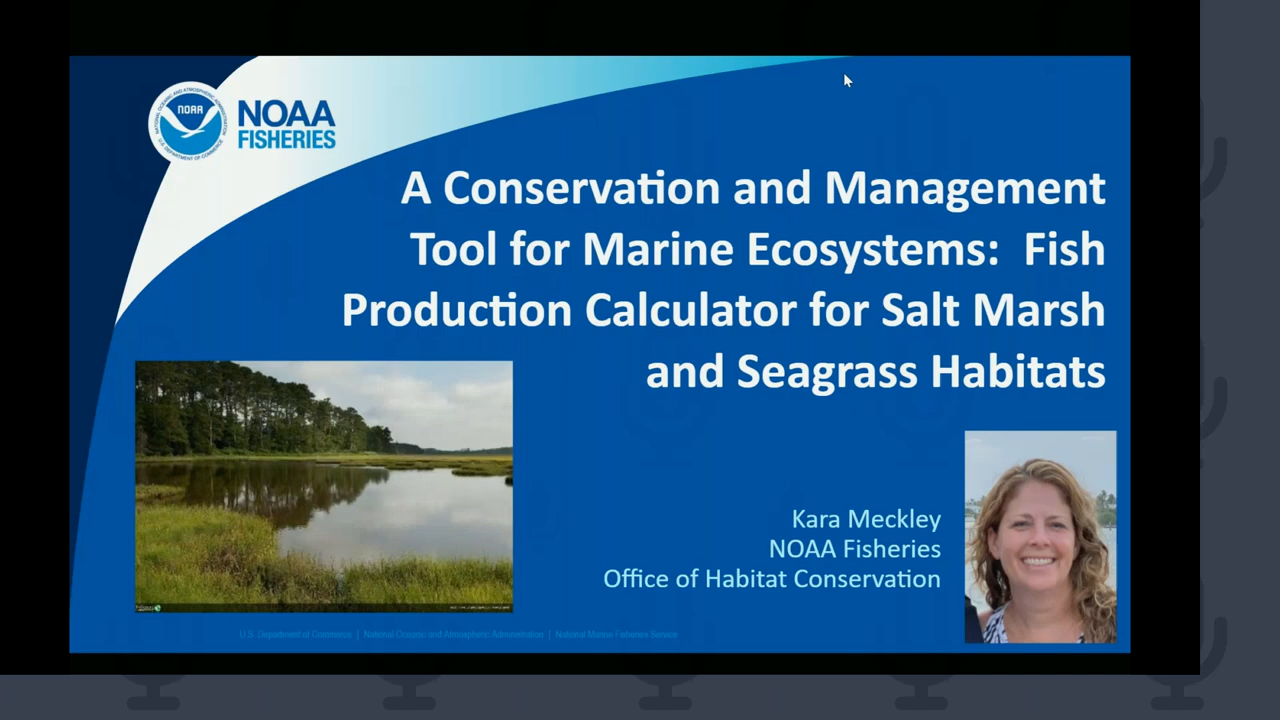 NOAA
NOAA
FISHERIES
A Conservation and Management
Tool for Marine Ecosystems:  Fish
Production Calculator for Salt Marsh
and Seagrass Habitats
Kara Meckley
NOAA Fisheries
Office of Habitat Conservation
U.S. Department of Commerce | National Oceanic and Atmospheric Administration | National Marine Fisheries Service